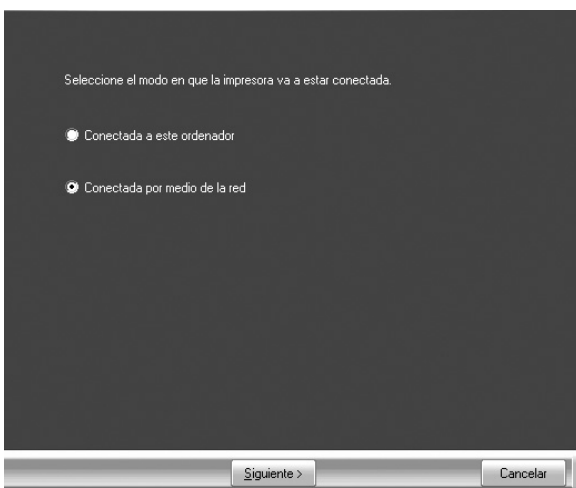 Seleccione el modo en que la impresora va a estar conectada.
Conectada a este ordenador
Conectada por medio de la red
Siguiente >
Cancelar